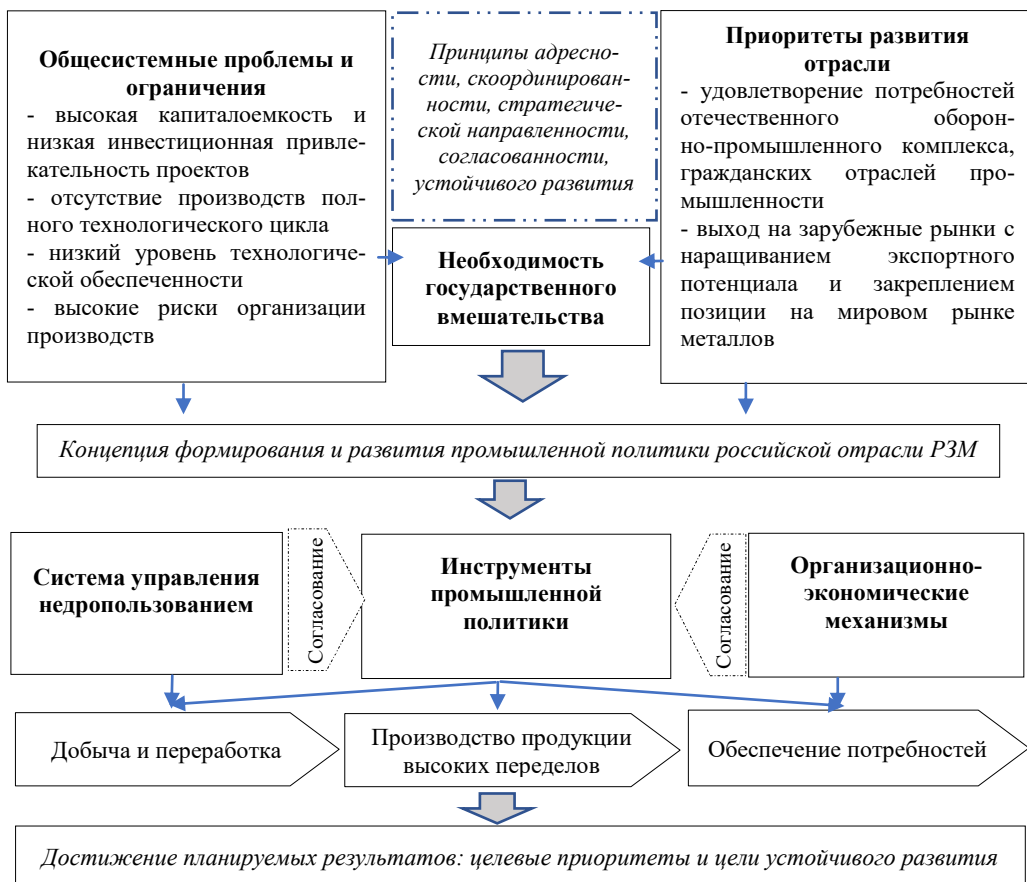 Общесистемные проблемы и
ограничения
- высокая капиталоемкость и
низкая инвестиционная привле-
кательность проектов
- отсутствие производств пол-
ного технологического цикла
- низкий уровень технологиче-
ской обеспеченности
- высокие риски организации
производств
Принципы адресно-
сти, скоординирован-
ности, стратегиче-
ской направленности,
согласованности,
устойчивого развития
Необходимость
государственного
вмешательства
Приоритеты развития
отрасли
- удовлетворение потребностей
отечественного оборон-
но-промышленного комплекса,
гражданских отраслей про-
мышленности
- выход на зарубежные рынки с
наращиванием экспортного
потенциала и закреплением
позиции на мировом рынке
металлов
Концепция формирования и развития промышленной политики российской отрасли РЗМ
Система управления
недропользованием
Согласование
Инструменты
промышленной
политики
Согласование
Организационно-
экономические
механизмы
Добыча и переработка
Производство продукции
высоких переделов
Обеспечение потребностей
Достижение планируемых результатов: целевые приоритеты и цели устойчивого развития